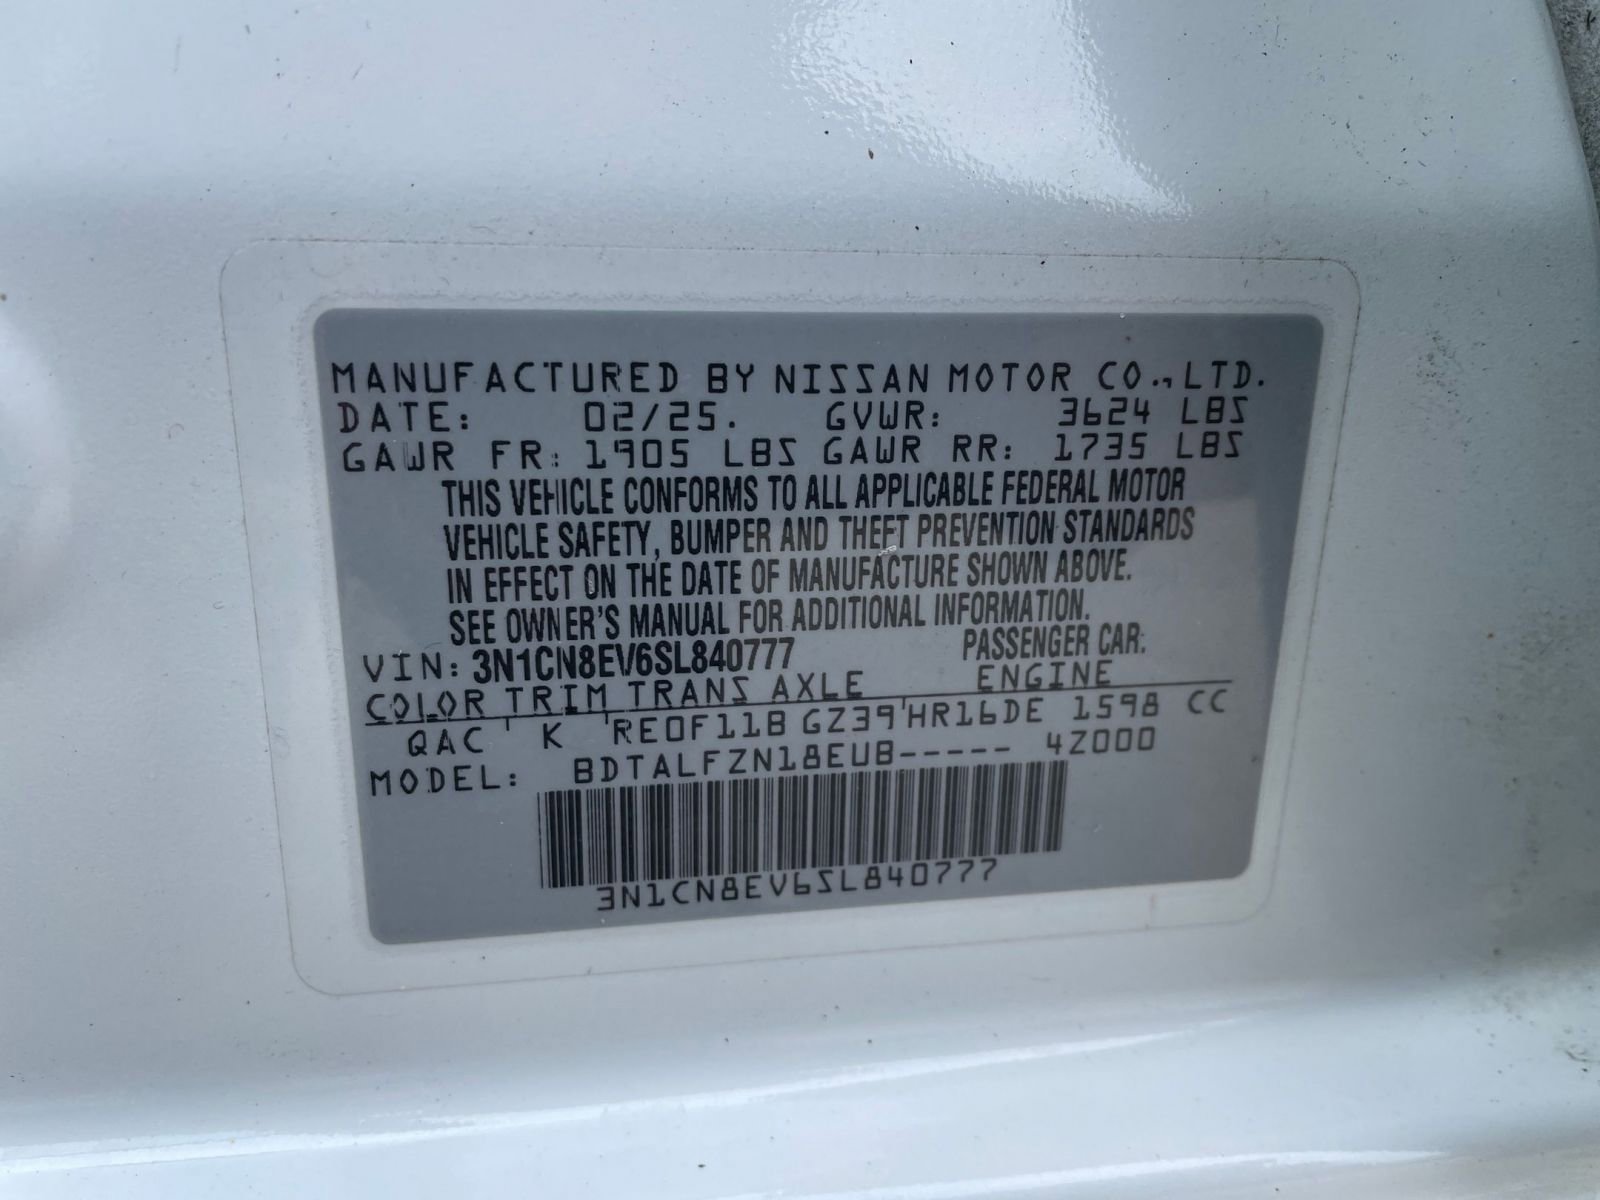 MANUFACTURED BY NISSAN MOTOR CO., LTD.
DATE: 02/25. GVWR: 3624 LBS
GAWR FR: 1905 LBS GAWR RR: 1735 LBS
THIS VEHICLE CONFORMS TO ALL APPLICABLE FEDERAL MOTOR
VEHICLE SAFETY, BUMPER AND THEFT PREVENTION STANDARDS
IN EFFECT ON THE DATE OF MANUFACTURE SHOWN ABOVE.
SEE OWNER'S MANUAL FOR ADDITIONAL INFORMATION.
VIN: 3N1CN8EV6SL840777 PASSENGER CAR:
COLOR TRIM TRANS AXLE ENGINE
QAC ' K 'RE0F11B GZ39'HR16DE 1598 CC
MODEL: BDTALFZN18EUB----- 4Z000
3N1CN8EV6SL840777